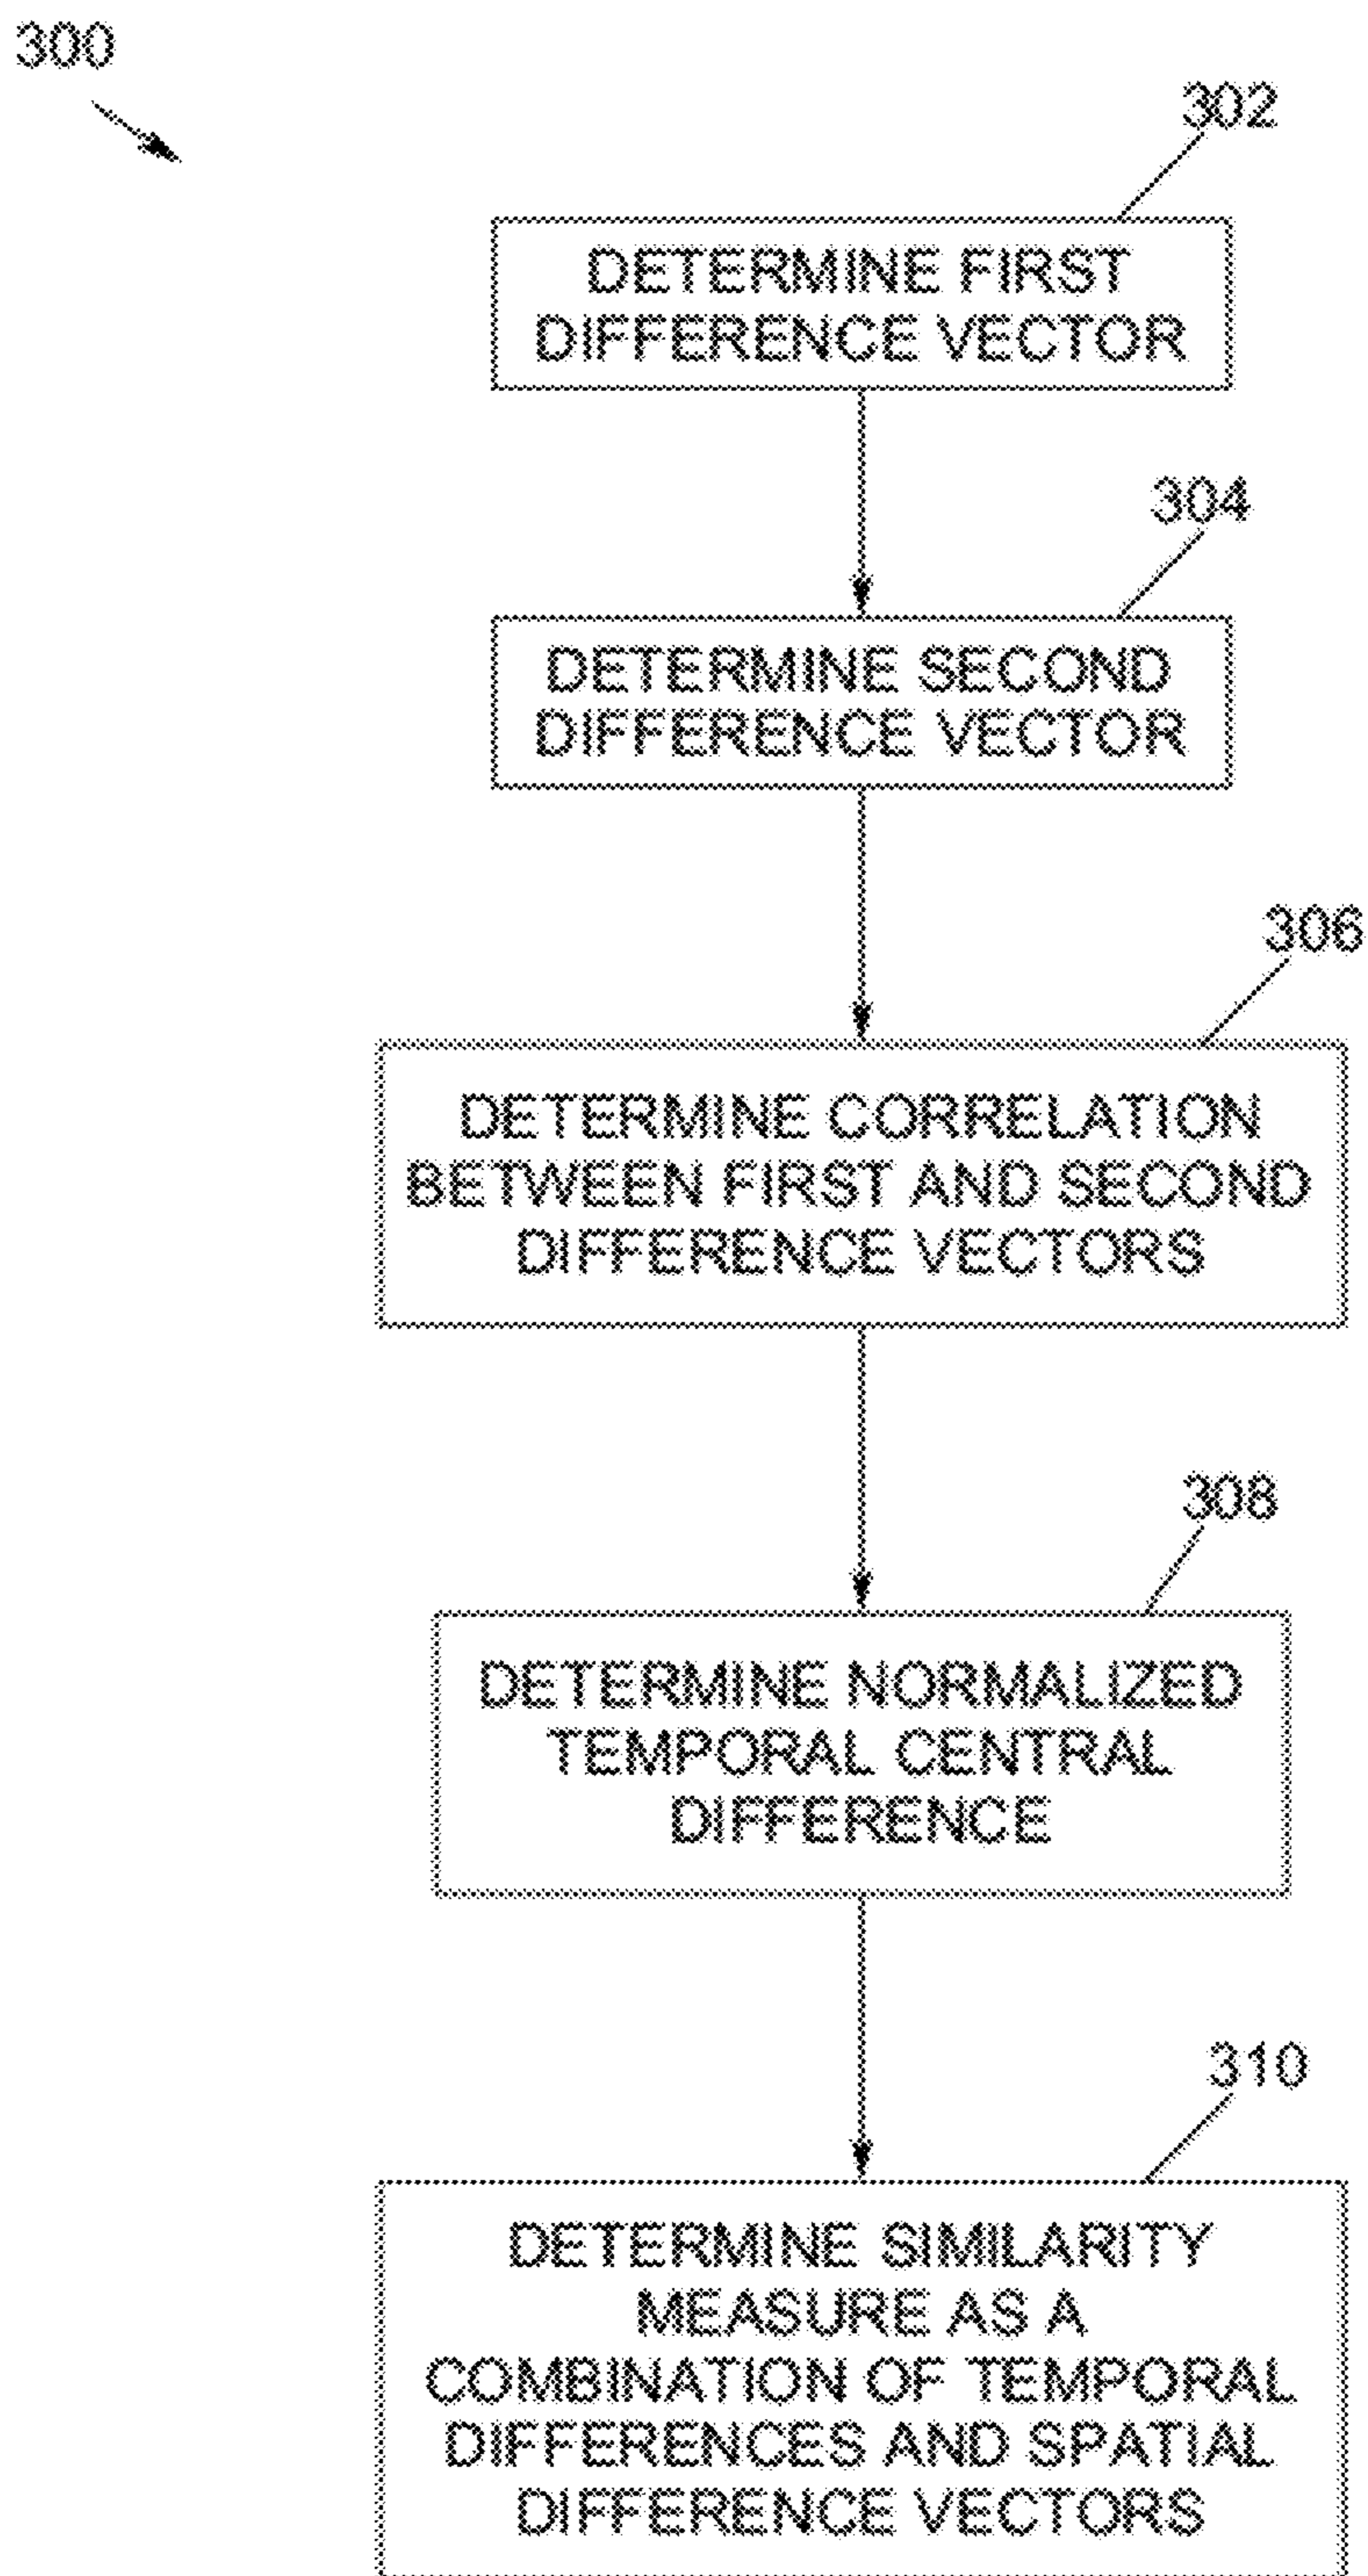 300
302
DETERMINE FIRST
DIFFERENCE VECTOR
304
DETERMINE SECOND
DIFFERENCE VECTOR
306
DETERMINE CORRELATION
BETWEEN FIRST AND SECOND
DIFFERENCE VECTORS
308
DETERMINE NORMALIZED
TEMPORAL CENTRAL
DIFFERENCE
310
DETERMINE SIMILARITY
MEASURE AS A
COMBINATION OF TEMPORAL
DIFFERENCES AND SPATIAL
DIFFERENCE VECTORS